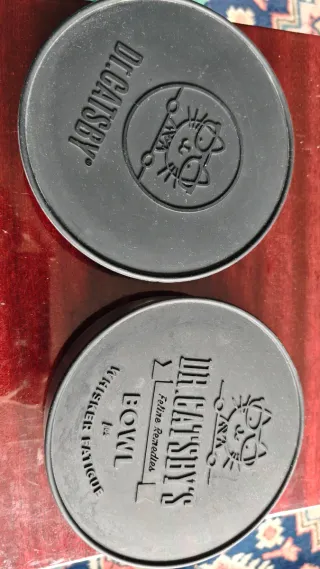 Dr. CATSBY®
DR. CATSBY'S
Feline Remedies
BOWL
for
WHISKER FATIGUE